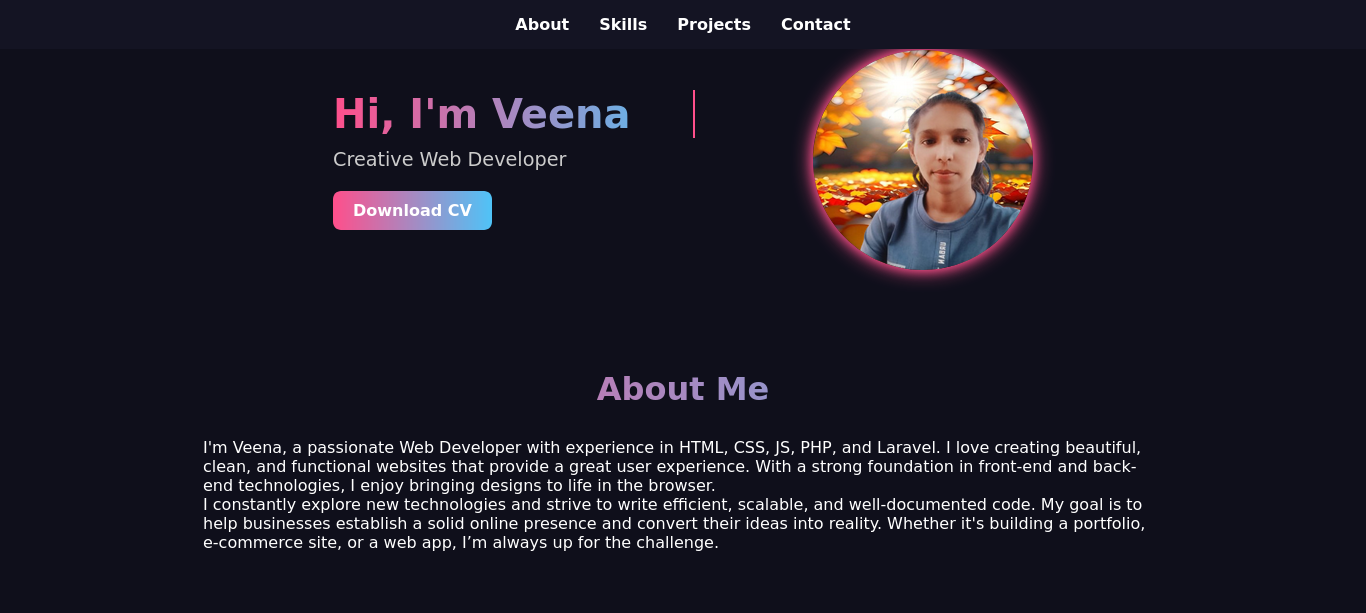 About Skills Projects Contact
Hi, I'm Veena
Creative Web Developer
Download CV
About Me
I'm Veena, a passionate Web Developer with experience in HTML, CSS, JS, PHP, and Laravel. I love creating beautiful,
clean, and functional websites that provide a great user experience. With a strong foundation in front-end and back-
end technologies, I enjoy bringing designs to life in the browser.
I constantly explore new technologies and strive to write efficient, scalable, and well-documented code. My goal is to
help businesses establish a solid online presence and convert their ideas into reality. Whether it's building a portfolio,
e-commerce site, or a web app, I’m always up for the challenge.